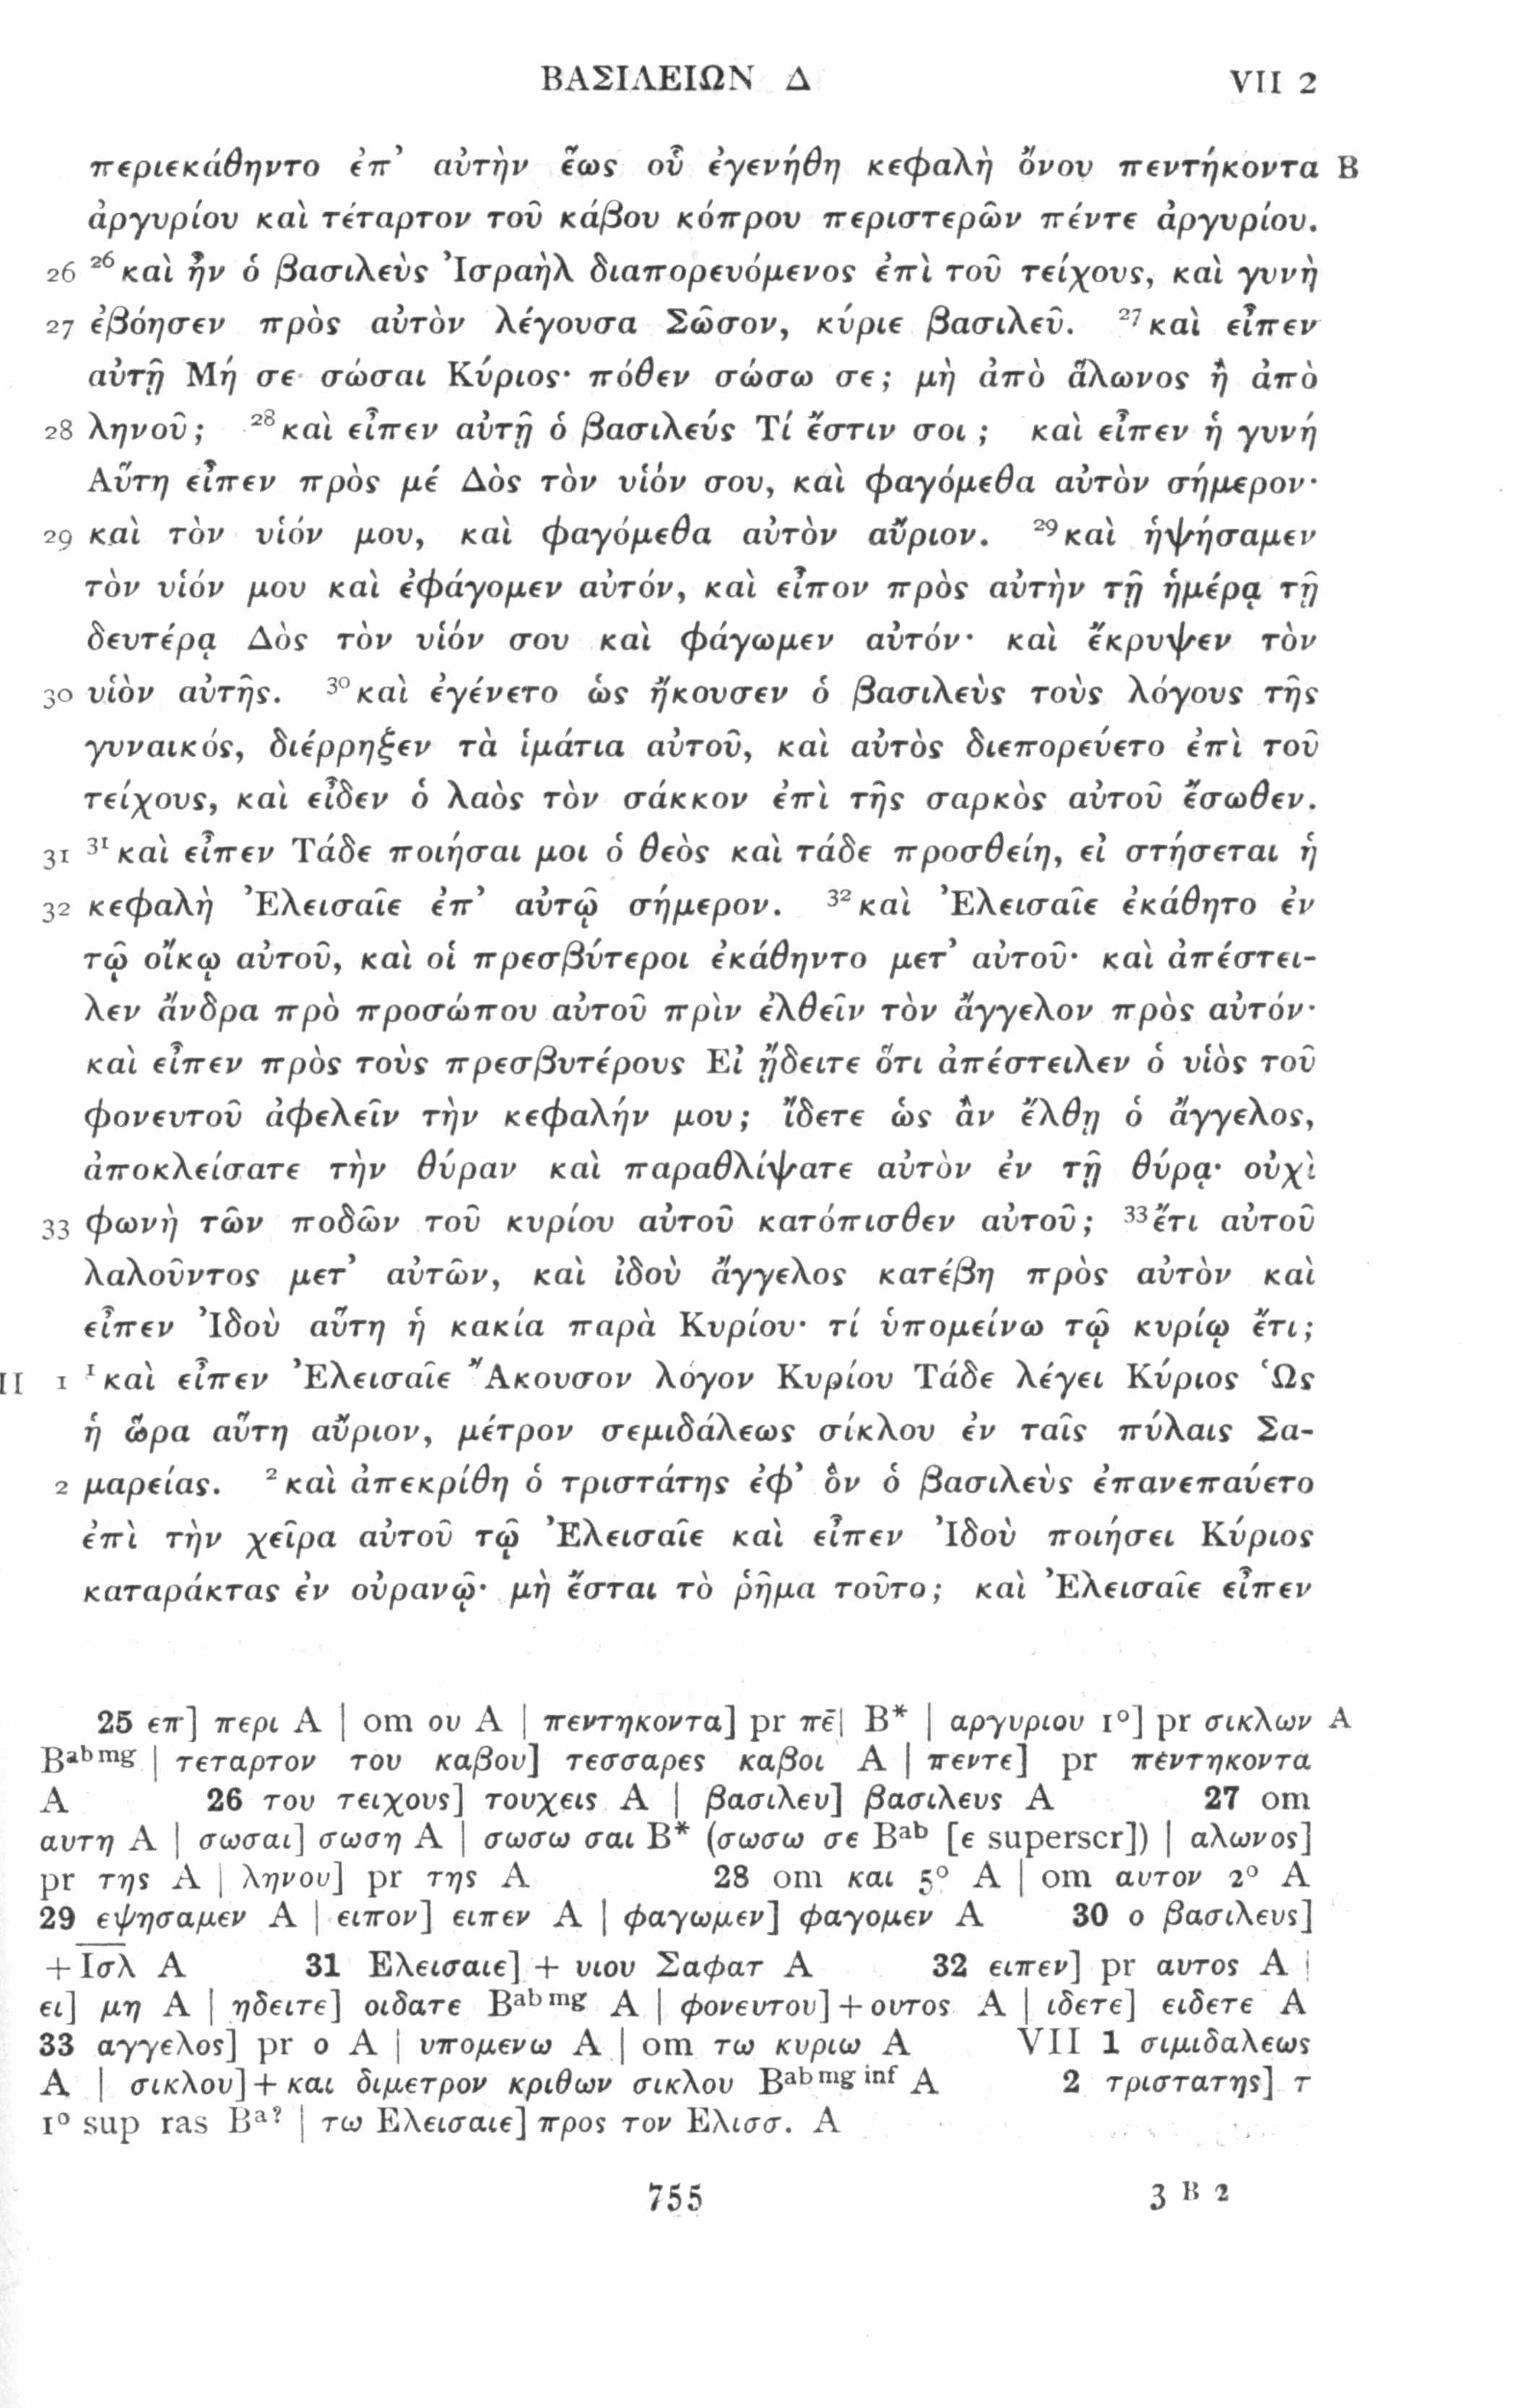 ΒΑΣΙΛΕΙΩΝ Δ VII 2
περιεκάθηντο ἐπ᾽ αὐτὴν ἕως οὗ ἐγενήθη κεφαλὴ ὄνου πεντήκοντα B
ἀργυρίου καὶ τέταρτον τοῦ κάβου κόπρου περιστερῶν πέντε ἀργυρίου.
26 ²⁶καὶ ἦν ὁ βασιλεὺς Ἰσραὴλ διαπορευόμενος ἐπὶ τοῦ τείχους, καὶ γυνὴ
27 ἐβόησεν πρὸς αὐτὸν λέγουσα Σῶσον, κύριε βασιλεῦ. ²⁷καὶ εἶπεν
αὐτῇ Μή σε σώσαι Κύριος· πόθεν σώσω σε; μὴ ἀπὸ ἅλωνος ἢ ἀπὸ
28 ληνοῦ; ²⁸καὶ εἶπεν αὐτῇ ὁ βασιλεύς Τί ἔστιν σοι; καὶ εἶπεν ἡ γυνή
Αὕτη εἶπεν πρὸς μέ Δὸς τὸν υἱόν σου, καὶ φαγόμεθα αὐτὸν σήμερον·
29 καὶ τὸν υἱόν μου, καὶ φαγόμεθα αὐτὸν αὔριον. ²⁹καὶ ἡψήσαμεν
τὸν υἱόν μου καὶ ἐφάγομεν αὐτόν, καὶ εἶπον πρὸς αὐτὴν τῇ ἡμέρᾳ τῇ
δευτέρᾳ Δὸς τὸν υἱόν σου καὶ φάγωμεν αὐτόν· καὶ ἔκρυψεν τὸν
30 υἱὸν αὐτῆς. ³⁰καὶ ἐγένετο ὡς ἤκουσεν ὁ βασιλεὺς τοὺς λόγους τῆς
γυναικός, διέρρηξεν τὰ ἱμάτια αὐτοῦ, καὶ αὐτὸς διεπορεύετο ἐπὶ τοῦ
τείχους, καὶ εἶδεν ὁ λαὸς τὸν σάκκον ἐπὶ τῆς σαρκὸς αὐτοῦ ἔσωθεν.
31 ³¹καὶ εἶπεν Τάδε ποιήσαι μοι ὁ θεὸς καὶ τάδε προσθείη, εἰ στήσεται ἡ
32 κεφαλὴ Ἐλεισαῖε ἐπ᾽ αὐτῷ σήμερον. ³²καὶ Ἐλεισαῖε ἐκάθητο ἐν
τῷ οἴκῳ αὐτοῦ, καὶ οἱ πρεσβύτεροι ἐκάθηντο μετ᾽ αὐτοῦ· καὶ ἀπέστει-
λεν ἄνδρα πρὸ προσώπου αὐτοῦ πρὶν ἐλθεῖν τὸν ἄγγελον πρὸς αὐτόν·
καὶ εἶπεν πρὸς τοὺς πρεσβυτέρους Εἰ ᾔδειτε ὅτι ἀπέστειλεν ὁ υἱὸς τοῦ
φονευτοῦ ἀφελεῖν τὴν κεφαλήν μου; ἴδετε ὡς ἂν ἔλθῃ ὁ ἄγγελος,
ἀποκλείσατε τὴν θύραν καὶ παραθλίψατε αὐτὸν ἐν τῇ θύρᾳ· οὐχὶ
33 φωνὴ τῶν ποδῶν τοῦ κυρίου αὐτοῦ κατόπισθεν αὐτοῦ; ³³ἔτι αὐτοῦ
λαλοῦντος μετ᾽ αὐτῶν, καὶ ἰδοὺ ἄγγελος κατέβη πρὸς αὐτὸν καὶ
εἶπεν Ἰδοὺ αὕτη ἡ κακία παρὰ Κυρίου· τί ὑπομείνω τῷ κυρίῳ ἔτι;
II 1 ¹καὶ εἶπεν Ἐλεισαῖε Ἄκουσον λόγον Κυρίου Τάδε λέγει Κύριος Ὡς
ἡ ὥρα αὕτη αὔριον, μέτρον σεμιδάλεως σίκλου ἐν ταῖς πύλαις Σα-
2 μαρείας. ²καὶ ἀπεκρίθη ὁ τριστάτης ἐφ᾽ ὃν ὁ βασιλεὺς ἐπανεπαύετο
ἐπὶ τὴν χεῖρα αὐτοῦ τῷ Ἐλεισαῖε καὶ εἶπεν Ἰδοὺ ποιήσει Κύριος
καταράκτας ἐν οὐρανῷ· μὴ ἔσται τὸ ῥῆμα τοῦτο; καὶ Ἐλεισαῖε εἶπεν
25 επ] περι A | om ου A | πεντηκοντα] pr πε̄| B* | αργυριου 1°] pr σικλων A
Bᵃᵇᵐᵍ | τεταρτον του καβου] τεσσαρες καβοι A | πεντε] pr πεντηκοντα
A 26 του τειχους] τουχεις A | βασιλευ] βασιλευς A 27 om
αυτη A | σωσαι] σωση A | σωσω σαι B* (σωσω σε Bᵃᵇ [ε superscr]) | αλωνος]
pr της A | ληνου] pr της A 28 om και 5° A | om αυτον 2° A
29 εψησαμεν A | ειπον] ειπεν A | φαγωμεν] φαγομεν A 30 ο βασιλευς]
+ Ι̅σ̅λ̅ A 31 Ελεισαιε] + υιου Σαφατ A 32 ειπεν] pr αυτος A |
ει] μη A | ηδειτε] οιδατε Bᵃᵇᵐᵍ A | φονευτου] + ουτος A | ιδετε] ειδετε A
33 αγγελος] pr ο A | υπομενω A | om τω κυριω A VII 1 σιμιδαλεως
A | σικλου] + και διμετρον κριθων σικλου Bᵃᵇᵐᵍ ⁱⁿᶠ A 2 τριστατης] τ
1° sup ras Bᵃ? | τω Ελεισαιε] προς τον Ελισσ. A
755 3 B 2